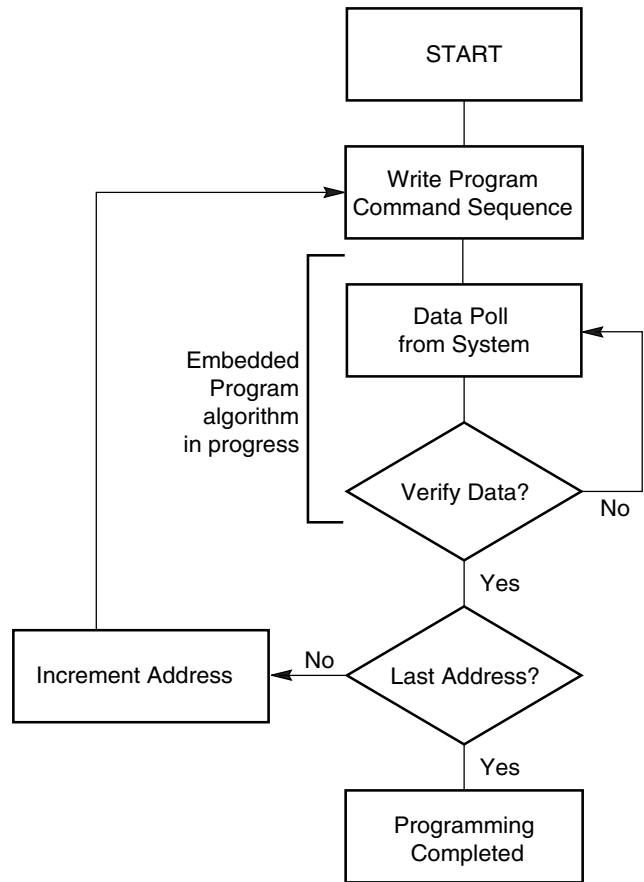 START
Write Program
Command Sequence
Data Poll
from System
Embedded
Program
algorithm
in progress
Verify Data?
No
Yes
No
Increment Address
Last Address?
Yes
Programming
Completed